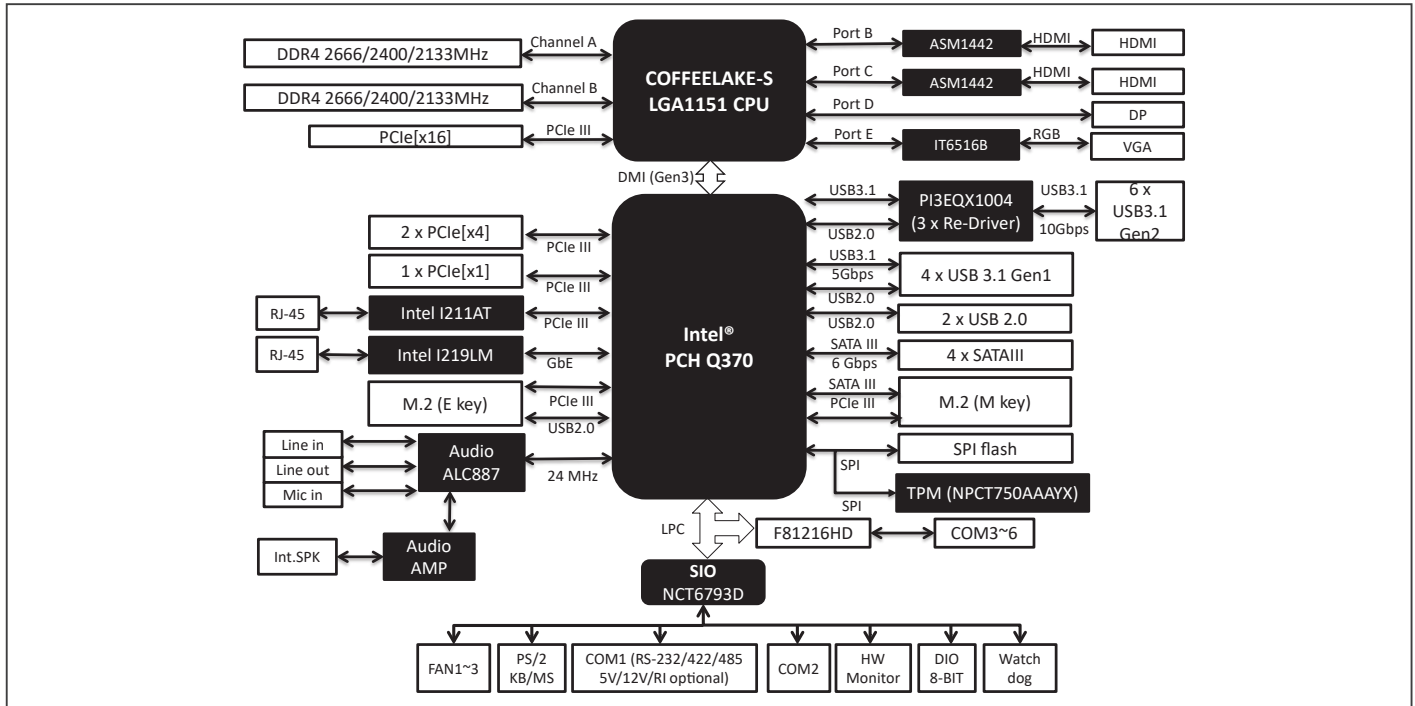 DDR4 2666/2400/2133MHz
Channel A
DDR4 2666/2400/2133MHz
Channel B
PCIe[x16]
PCIe III
COFFEELAKE-S
LGA1151 CPU
Port B
ASM1442
HDMI
HDMI
Port C
ASM1442
HDMI
HDMI
Port D
DP
Port E
IT6516B
RGB
VGA
DMI (Gen3)
2 x PCIe[x4]
PCIe III
1 x PCIe[x1]
PCIe III
RJ-45
Intel I211AT
PCIe III
RJ-45
Intel I219LM
GbE
M.2 (E key)
PCIe III
USB2.0
Line in
Line out
Mic in
Audio
ALC887
24 MHz
Int.SPK
Audio
AMP
Intel®
PCH Q370
USB3.1
USB2.0
PI3EQX1004
(3 x Re-Driver)
USB3.1
10Gbps
6 x
USB3.1
Gen2
USB3.1
5Gbps
USB2.0
4 x USB 3.1 Gen1
USB2.0
2 x USB 2.0
SATA III
6 Gbps
4 x SATAIII
SATA III
PCIe III
M.2 (M key)
SPI
SPI flash
SPI
TPM (NPCT750AAAYX)
LPC
F81216HD
COM3~6
SIO
NCT6793D
FAN1~3
PS/2
KB/MS
COM1 (RS-232/422/485
5V/12V/RI optional)
COM2
HW
Monitor
DIO
8-BIT
Watch
dog